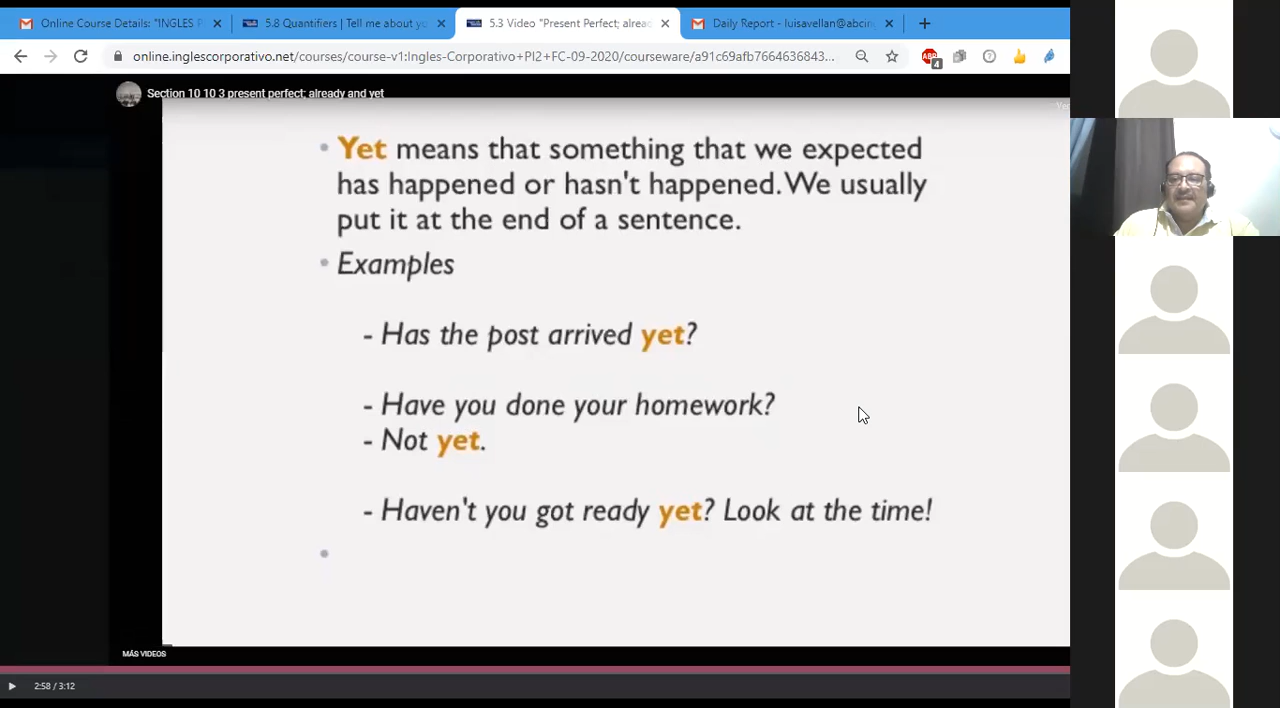 Online Course Details: "INGLES P
5.8 Quantifiers | Tell me about yo
5.3 Video "Present Perfect; alread
Daily Report - luisavellan@abcin
online.inglescorporativo.net/courses/course-v1:Ingles-Corporativo+PI2+FC-09-2020/courseware/a91c69afb7664636843...
ABP
4
Section 10 10 3 present perfect; already and yet
Ver
• Yet means that something that we expected
has happened or hasn't happened. We usually
put it at the end of a sentence.
• Examples
- Has the post arrived yet?
- Have you done your homework?
- Not yet.
- Haven't you got ready yet? Look at the time!
•
MÁS VIDEOS
2:58 / 3:12